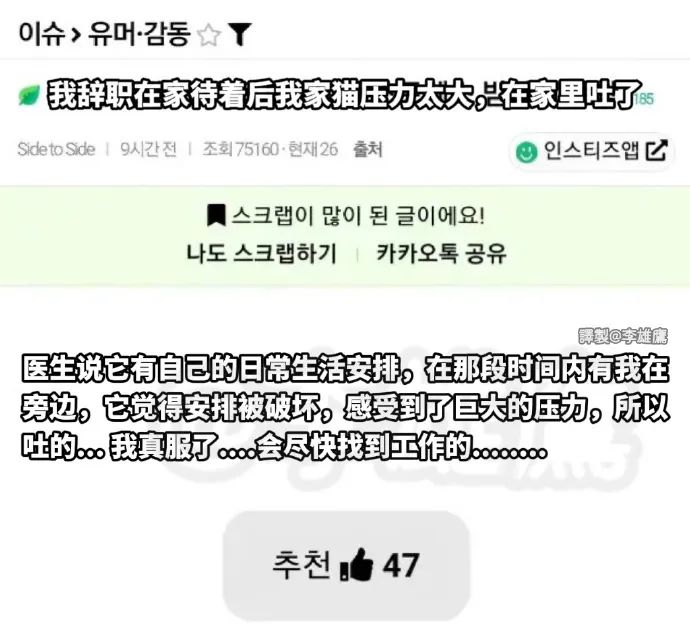 이슈 > 유머·감동 ☆
我辞职在家待着后我家猫压力太大，在家里吐了 185
Side to Side | 9시간 전 | 조회 75160 · 현재 26 출처
인스티즈앱
스크랩이 많이 된 글이에요!
나도 스크랩하기 | 카카오톡 공유
譯製@李雄鷹
医生说它有自己的日常生活安排，在那段时间内有我在
旁边，它觉得安排被破坏，感受到了巨大的压力，所以
吐的... 我真服了....会尽快找到工作的........
추천 47